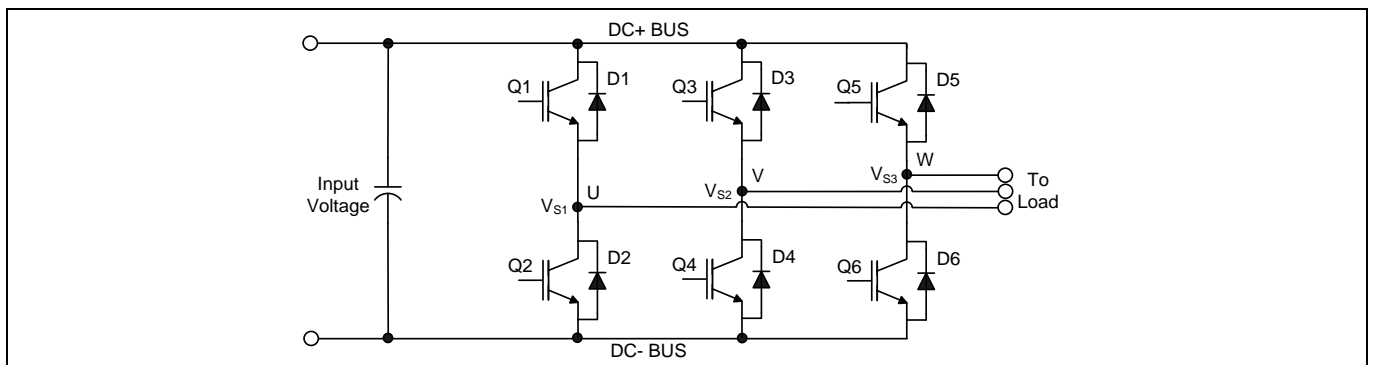 DC+ BUS
Q1
D1
Q3
D3
Q5
D5
Input
Voltage
VS1
U
VS2
V
VS3
W
To
Load
Q2
D2
Q4
D4
Q6
D6
DC- BUS